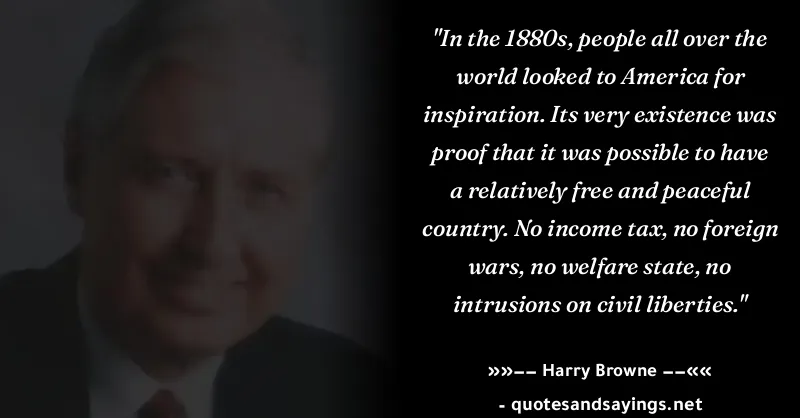 "In the 1880s, people all over the
world looked to America for
inspiration. Its very existence was
proof that it was possible to have
a relatively free and peaceful
country. No income tax, no foreign
wars, no welfare state, no
intrusions on civil liberties."
»»–– Harry Browne ––««
- quotesandsayings.net